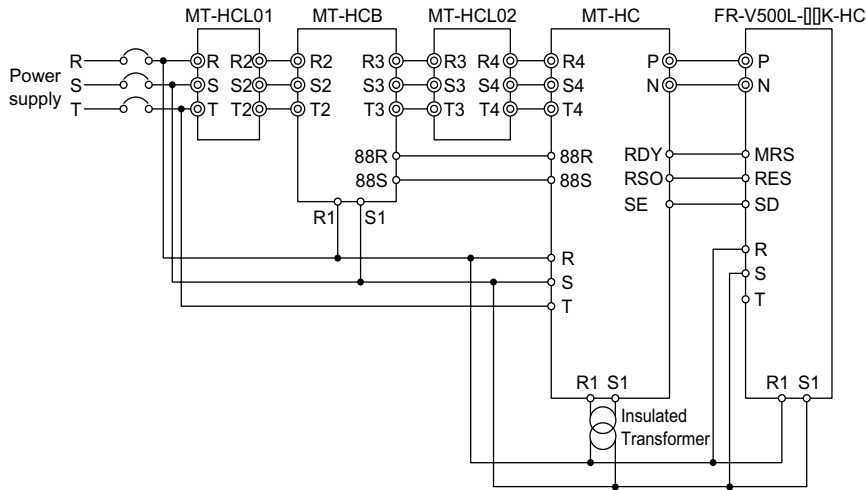 MT-HCL01 MT-HCB MT-HCL02 MT-HC FR-V500L-[][]K-HC
Power
supply
R R R2 R2 R3 R3 R4 R4 P P
S S S2 S2 S3 S3 S4 S4 N N
T T T2 T2 T3 T3 T4 T4
88R 88R RDY MRS
88S 88S RSO RES
SE SD
R1 S1
R R
S S
T T
R1 S1 R1 S1
Insulated
Transformer